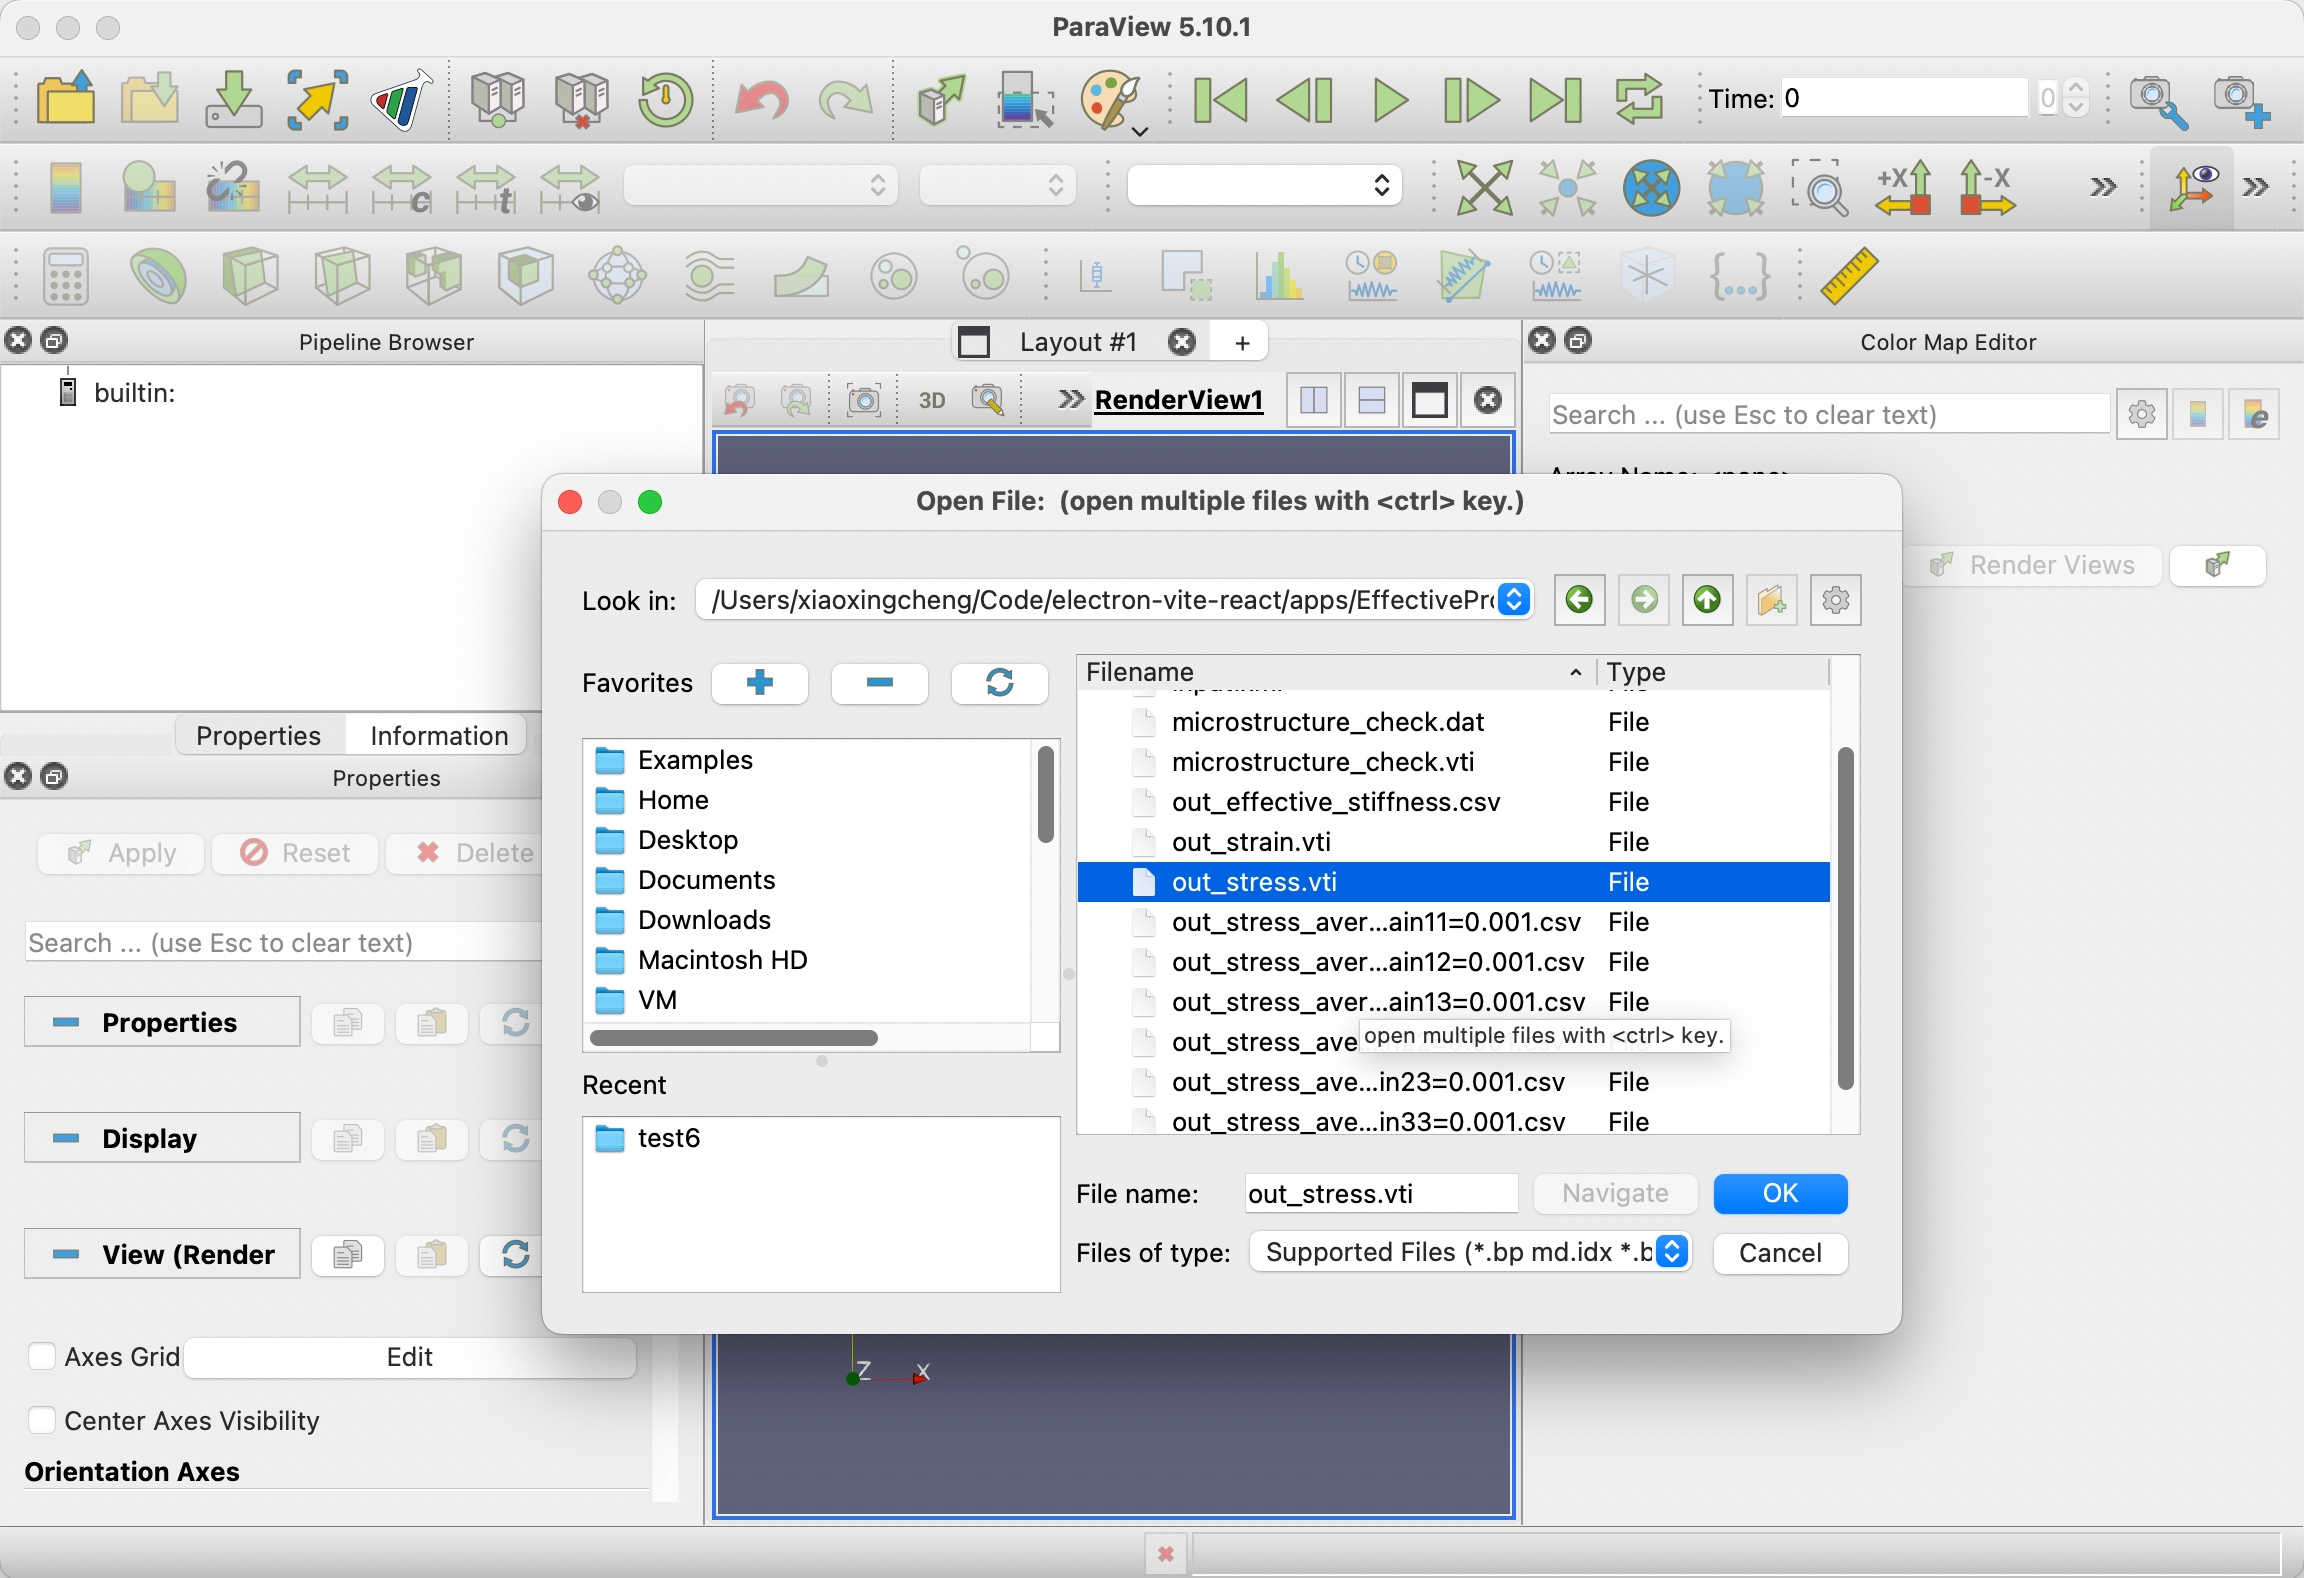 ParaView 5.10.1
Time: 0
0
c
t
+X
-X
Pipeline Browser
builtin:
Layout #1
+
3D
RenderView1
Color Map Editor
Search ... (use Esc to clear text)
Array Name: <none>
Render Views
Properties
Information
Properties
Apply
Reset
Delete
Search ... (use Esc to clear text)
Properties
Display
View (Render
Axes Grid
Edit
Center Axes Visibility
Orientation Axes
Open File:  (open multiple files with <ctrl> key.)
Look in:
/Users/xiaoxingcheng/Code/electron-vite-react/apps/EffectivePro
Favorites
Examples
Home
Desktop
Documents
Downloads
Macintosh HD
VM
Recent
test6
Filename
Type
microstructure_check.dat File
microstructure_check.vti File
out_effective_stiffness.csv File
out_strain.vti File
out_stress.vti File
out_stress_aver...ain11=0.001.csv File
out_stress_aver...ain12=0.001.csv File
out_stress_aver...ain13=0.001.csv File
out_stress_ave
open multiple files with <ctrl> key.
out_stress_ave...in23=0.001.csv File
out_stress_ave...in33=0.001.csv File
File name:
out_stress.vti
Navigate
OK
Files of type:
Supported Files (*.bp md.idx *.b
Cancel
Z
X